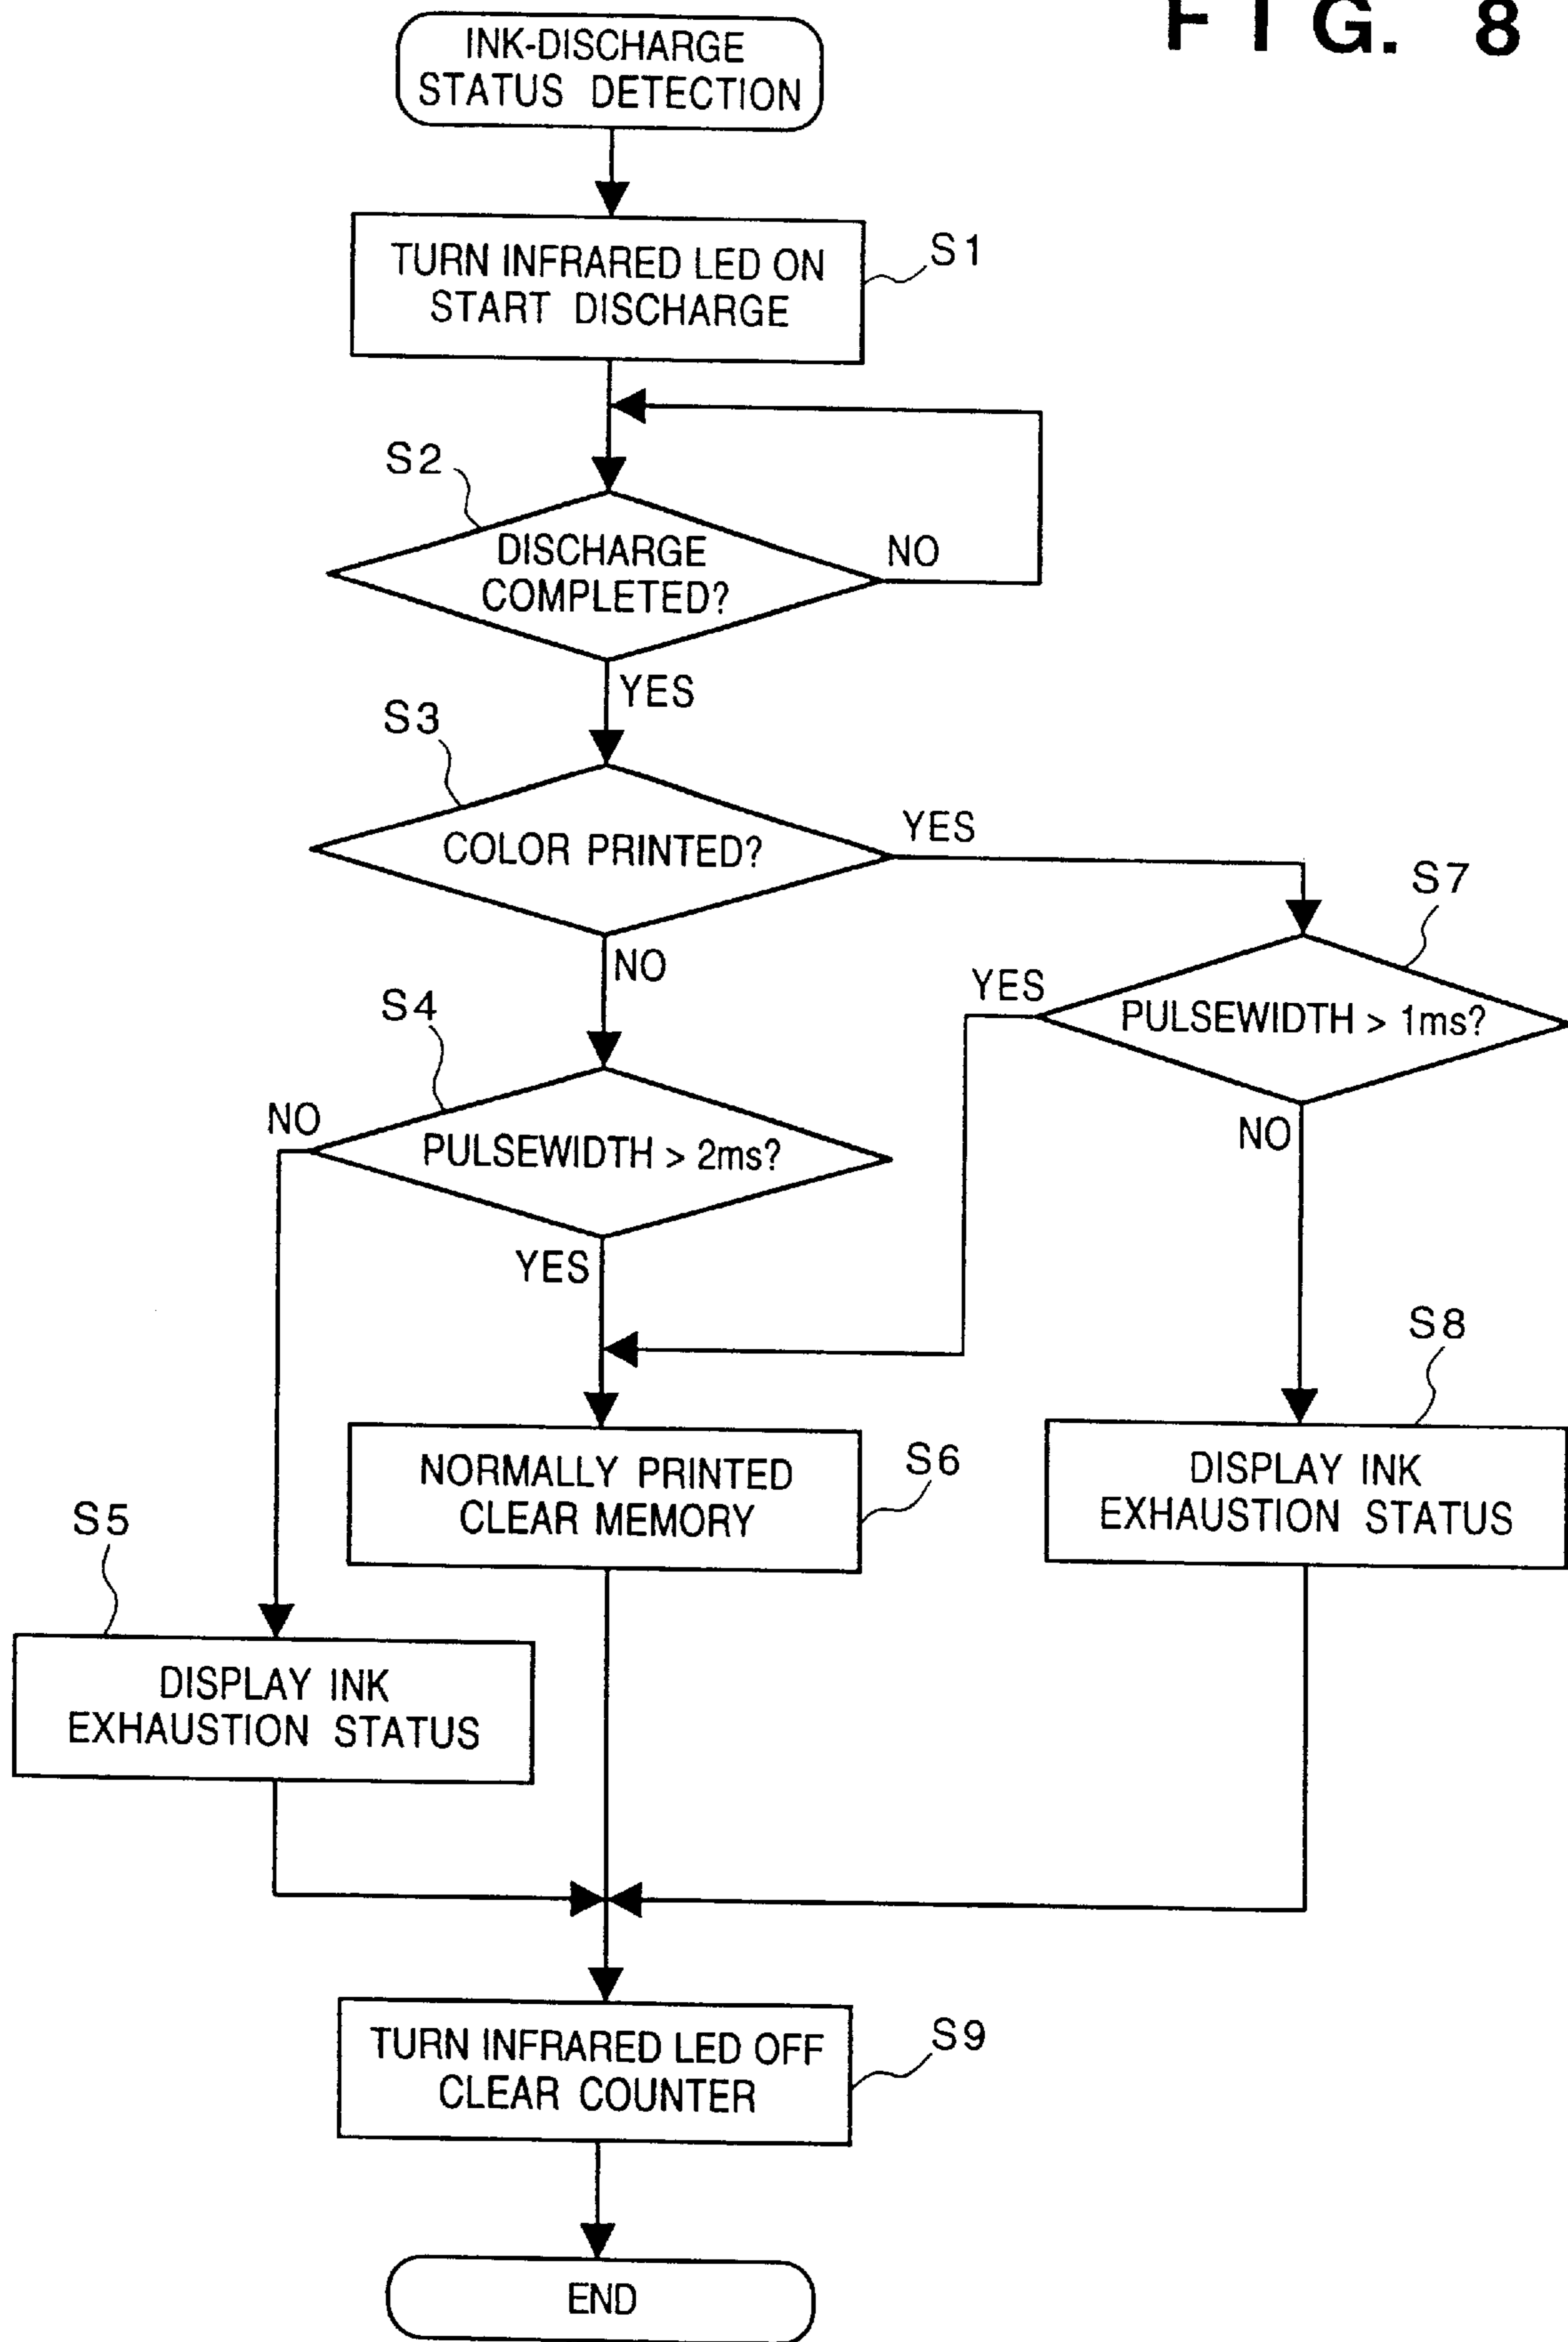 FIG. 8
INK-DISCHARGE
STATUS DETECTION
TURN INFRARED LED ON
START DISCHARGE
S1
S2
DISCHARGE
COMPLETED?
NO
YES
S3
COLOR PRINTED?
YES
NO
S7
PULSEWIDTH > 1ms?
YES
NO
S4
PULSEWIDTH > 2ms?
NO
YES
S6
NORMALLY PRINTED
CLEAR MEMORY
S8
DISPLAY INK
EXHAUSTION STATUS
S5
DISPLAY INK
EXHAUSTION STATUS
TURN INFRARED LED OFF
CLEAR COUNTER
S9
END